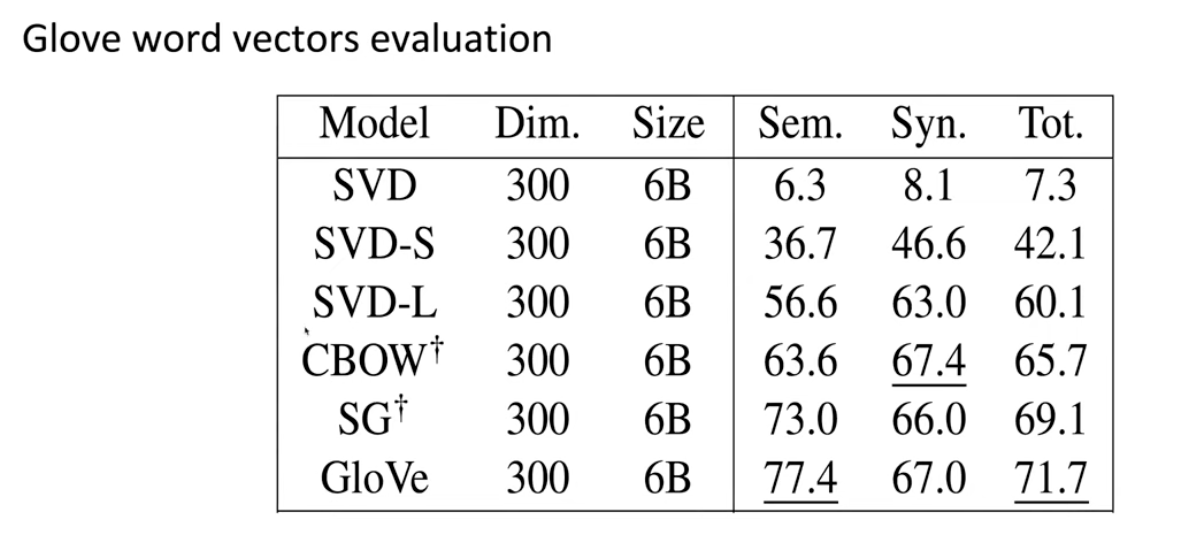 Glove word vectors evaluation
Model Dim. Size Sem. Syn. Tot.
SVD 300 6B 6.3 8.1 7.3
SVD-S 300 6B 36.7 46.6 42.1
SVD-L 300 6B 56.6 63.0 60.1
CBOW† 300 6B 63.6 67.4 65.7
SG† 300 6B 73.0 66.0 69.1
GloVe 300 6B 77.4 67.0 71.7